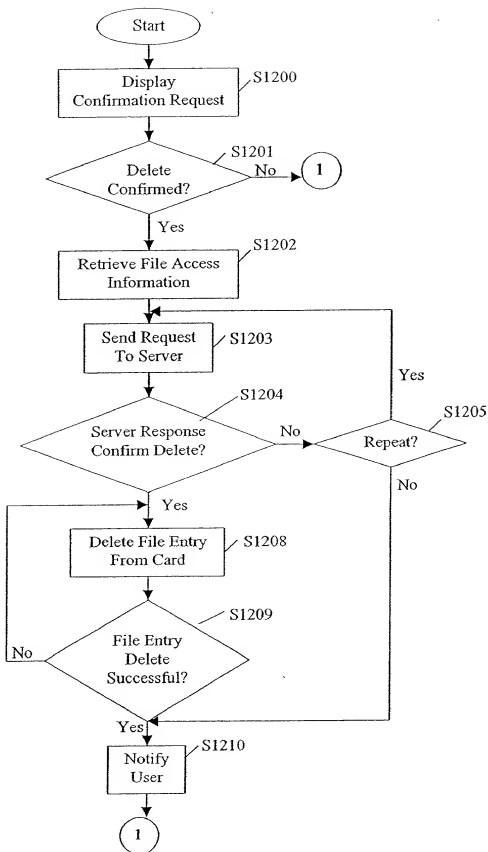 Start
Display
Confirmation Request
S1200
S1201
Delete
Confirmed?
No
1
Yes
S1202
Retrieve File Access
Information
Send Request
To Server
S1203
Yes
S1204
Server Response
Confirm Delete?
No
S1205
Repeat?
No
Yes
Delete File Entry
From Card
S1208
S1209
File Entry
Delete
Successful?
No
Yes
S1210
Notify
User
1